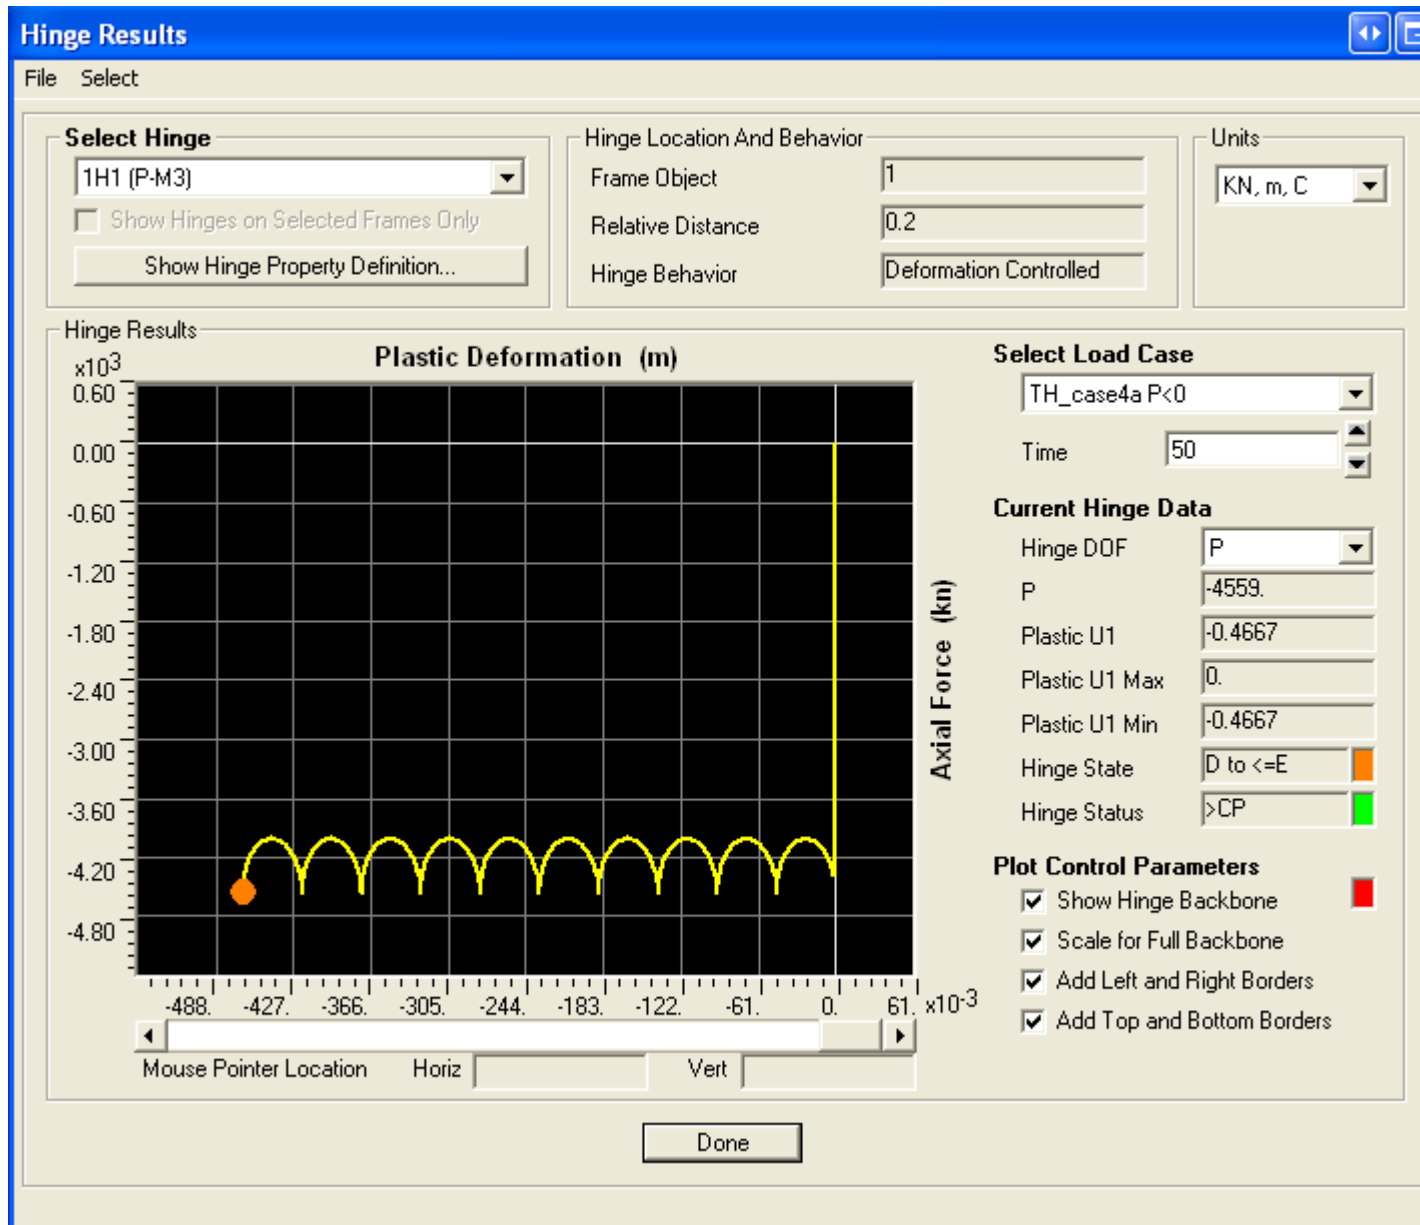 Hinge Results
File Select
Select Hinge
1H1 (P-M3)
Show Hinges on Selected Frames Only
Show Hinge Property Definition...
Hinge Location And Behavior
Frame Object 1
Relative Distance 0.2
Hinge Behavior Deformation Controlled
Units
KN, m, C
Hinge Results
Plastic Deformation (m)
x10 3
0.60
0.00
-0.60
-1.20
-1.80
-2.40
-3.00
-3.60
-4.20
-4.80
-488. -427. -366. -305. -244. -183. -122. -61. 0. 61. x10 -3
Axial Force (kn)
Mouse Pointer Location Horiz Vert
Select Load Case
TH_case4a P<0
Time 50
Current Hinge Data
Hinge DOF P
P -4559.
Plastic U1 -0.4667
Plastic U1 Max 0.
Plastic U1 Min -0.4667
Hinge State D to <=E
Hinge Status >CP
Plot Control Parameters
Show Hinge Backbone
Scale for Full Backbone
Add Left and Right Borders
Add Top and Bottom Borders
Done